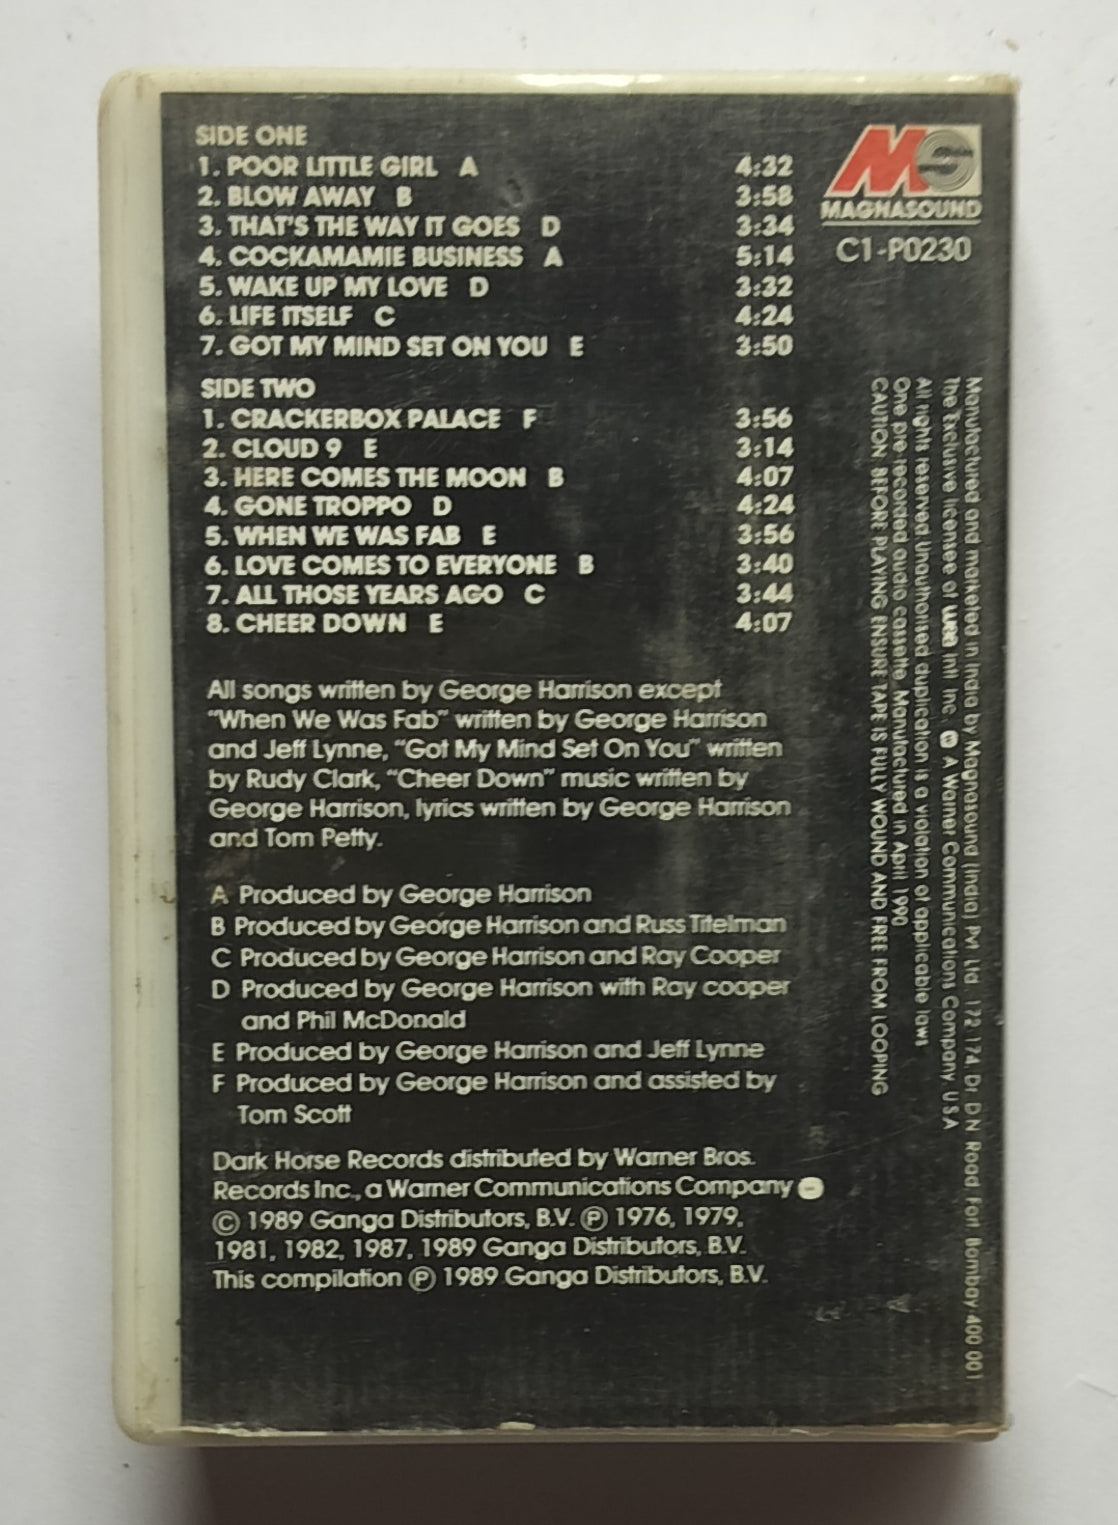 SIDE ONE
1. POOR LITTLE GIRL A 4:32
2. BLOW AWAY B 3:58
3. THAT'S THE WAY IT GOES D 3:34
4. COCKAMAMIE BUSINESS A 5:14
5. WAKE UP MY LOVE D 3:32
6. LIFE ITSELF C 4:24
7. GOT MY MIND SET ON YOU E 3:50
SIDE TWO
1. CRACKERBOX PALACE F 3:56
2. CLOUD 9 E 3:14
3. HERE COMES THE MOON B 4:07
4. GONE TROPPO D 4:24
5. WHEN WE WAS FAB E 3:56
6. LOVE COMES TO EVERYONE B 3:40
7. ALL THOSE YEARS AGO C 3:44
8. CHEER DOWN E 4:07
All songs written by George Harrison except
"When We Was Fab" written by George Harrison
and Jeff Lynne, "Got My Mind Set On You" written
by Rudy Clark, "Cheer Down" music written by
George Harrison, lyrics written by George Harrison
and Tom Petty.
A Produced by George Harrison
B Produced by George Harrison and Russ Titelman
C Produced by George Harrison and Ray Cooper
D Produced by George Harrison with Ray cooper
and Phil McDonald
E Produced by George Harrison and Jeff Lynne
F Produced by George Harrison and assisted by
Tom Scott
Dark Horse Records distributed by Warner Bros.
Records Inc., a Warner Communications Company
© 1989 Ganga Distributors, B.V. ℗ 1976, 1979,
1981, 1982, 1987, 1989 Ganga Distributors, B.V.
This compilation ℗ 1989 Ganga Distributors, B.V.
MS
MAGNASOUND
C1-P0230
Manufactured and marketed in India by Magnasound (India) Pvt Ltd 172 174, Dr D N Road Fort Bombay 400 001
The Exclusive licensee of wea Intl Inc. A Warner Communications Company U S A
All rights reserved Unauthorised duplication is a violation of applicable laws
One pre recorded audio cassette Manufactured in April 1990
CAUTION BEFORE PLAYING ENSURE TAPE IS FULLY WOUND AND FREE FROM LOOPING